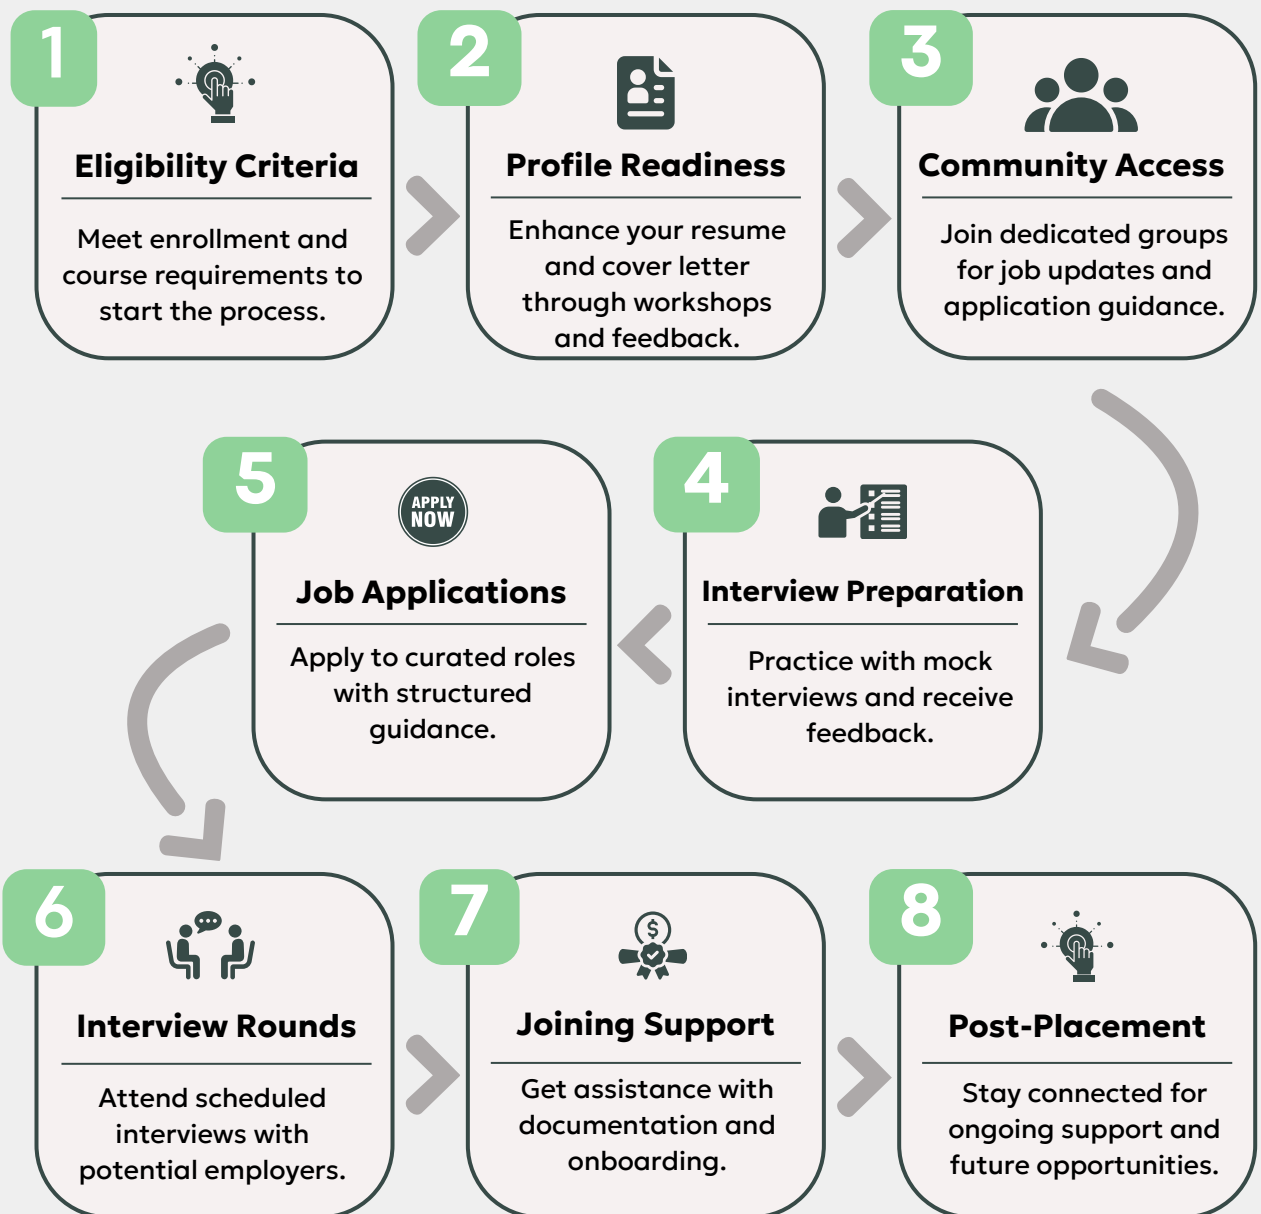 1
Eligibility Criteria
Meet enrollment and
course requirements to
start the process.
2
Profile Readiness
Enhance your resume
and cover letter
through workshops
and feedback.
3
Community Access
Join dedicated groups
for job updates and
application guidance.
4
Interview Preparation
Practice with mock
interviews and receive
feedback.
5
APPLY
NOW
Job Applications
Apply to curated roles
with structured
guidance.
6
Interview Rounds
Attend scheduled
interviews with
potential employers.
7
$
Joining Support
Get assistance with
documentation and
onboarding.
8
Post-Placement
Stay connected for
ongoing support and
future opportunities.